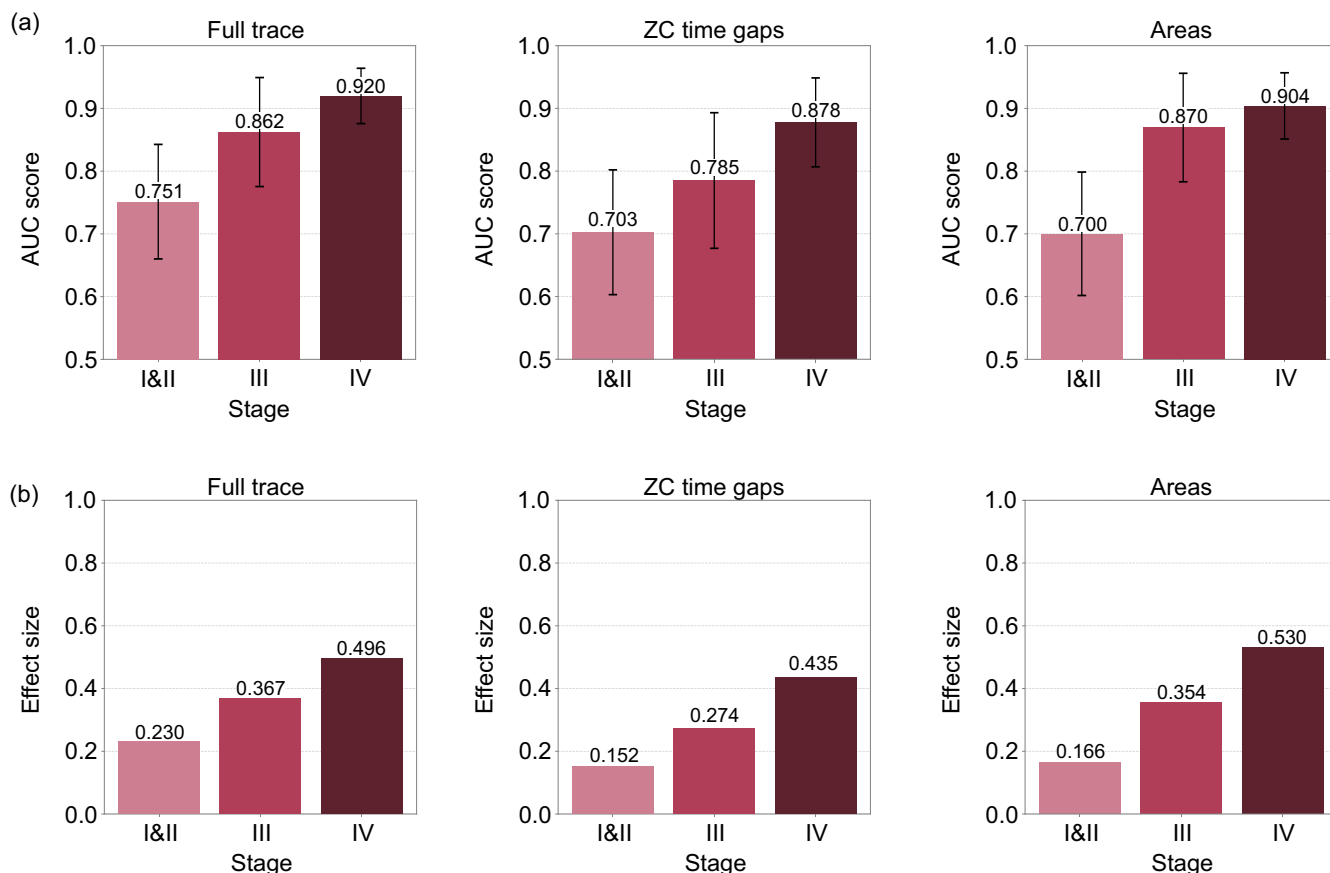 (a)
Full trace
1.0
0.9
0.8
0.7
0.6
0.5
AUC score
0.751
0.862
0.920
I&II
III
IV
Stage
ZC time gaps
1.0
0.9
0.8
0.7
0.6
0.5
AUC score
0.703
0.785
0.878
I&II
III
IV
Stage
Areas
1.0
0.9
0.8
0.7
0.6
0.5
AUC score
0.700
0.870
0.904
I&II
III
IV
Stage
(b)
Full trace
1.0
0.8
0.6
0.4
0.2
0.0
Effect size
0.230
0.367
0.496
I&II
III
IV
Stage
ZC time gaps
1.0
0.8
0.6
0.4
0.2
0.0
Effect size
0.152
0.274
0.435
I&II
III
IV
Stage
Areas
1.0
0.8
0.6
0.4
0.2
0.0
Effect size
0.166
0.354
0.530
I&II
III
IV
Stage